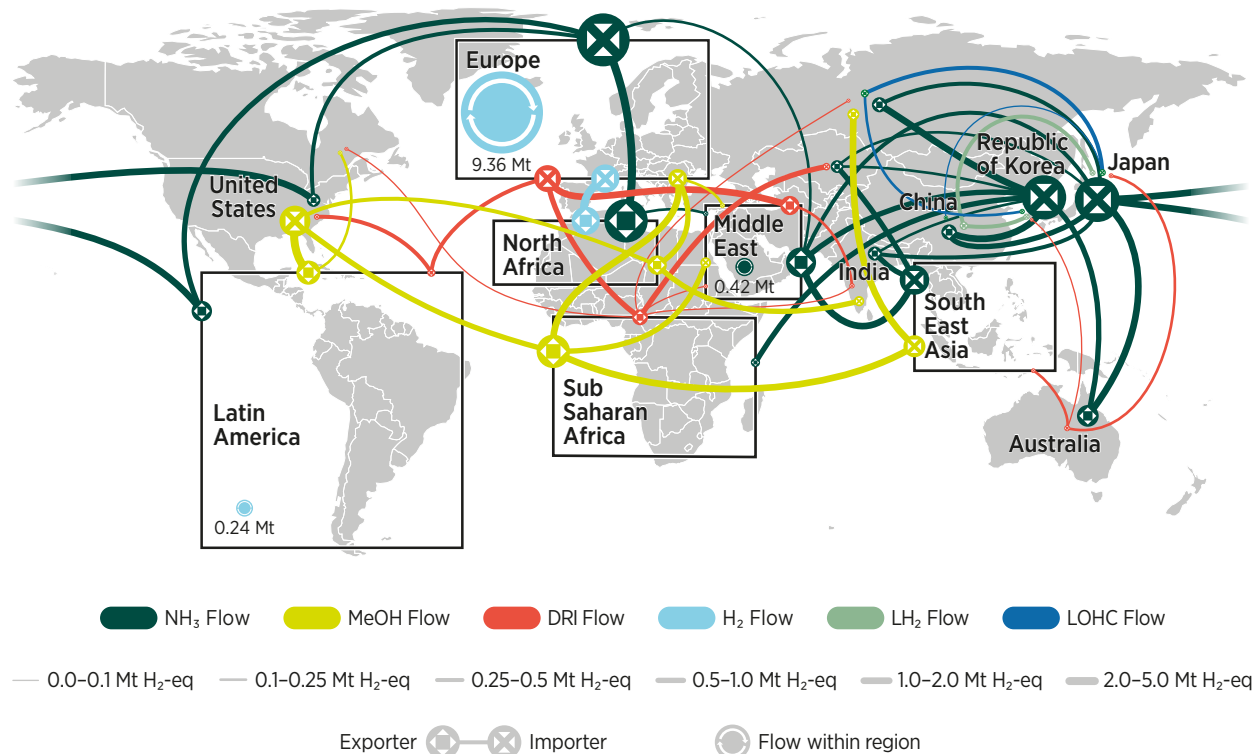 Europe
9.36 Mt
United
States
North
Africa
Middle
East
0.42 Mt
Republic
of Korea
Japan
China
India
South
East
Asia
Sub
Saharan
Africa
Latin
America
0.24 Mt
Australia
NH₃ Flow
MeOH Flow
DRI Flow
H₂ Flow
LH₂ Flow
LOHC Flow
0.0–0.1 Mt H₂-eq
0.1–0.25 Mt H₂-eq
0.25–0.5 Mt H₂-eq
0.5–1.0 Mt H₂-eq
1.0–2.0 Mt H₂-eq
2.0–5.0 Mt H₂-eq
Exporter
Importer
Flow within region